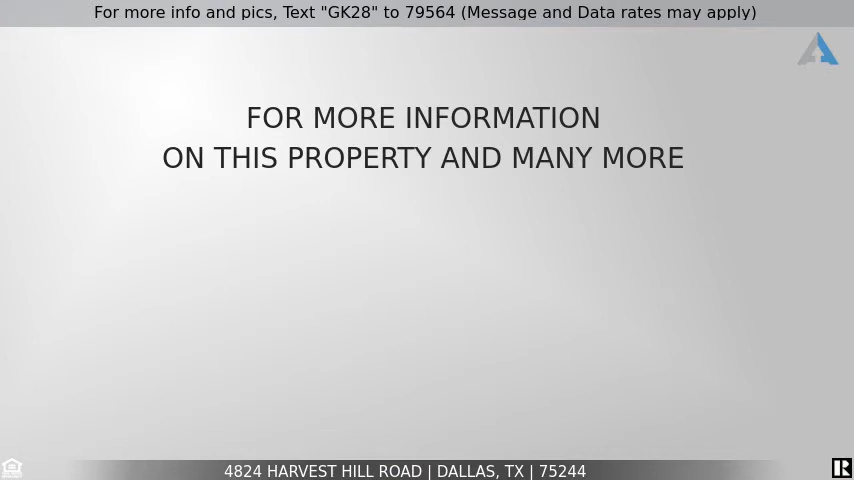 For more info and pics, Text "GK28" to 79564 (Message and Data rates may apply)
FOR MORE INFORMATION
ON THIS PROPERTY AND MANY MORE
4824 HARVEST HILL ROAD | DALLAS, TX | 75244